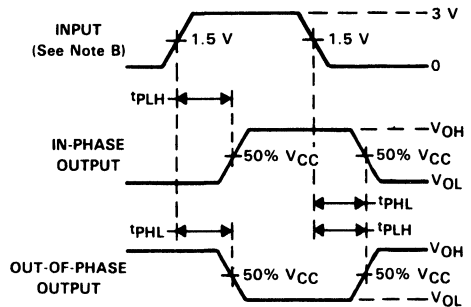 3 V
INPUT
(See Note B)
1.5 V
1.5 V
0
tPLH
VOH
IN-PHASE
OUTPUT
50% VCC
50% VCC
VOL
tPHL
tPHL
tPLH
VOH
OUT-OF-PHASE
OUTPUT
50% VCC
50% VCC
VOL